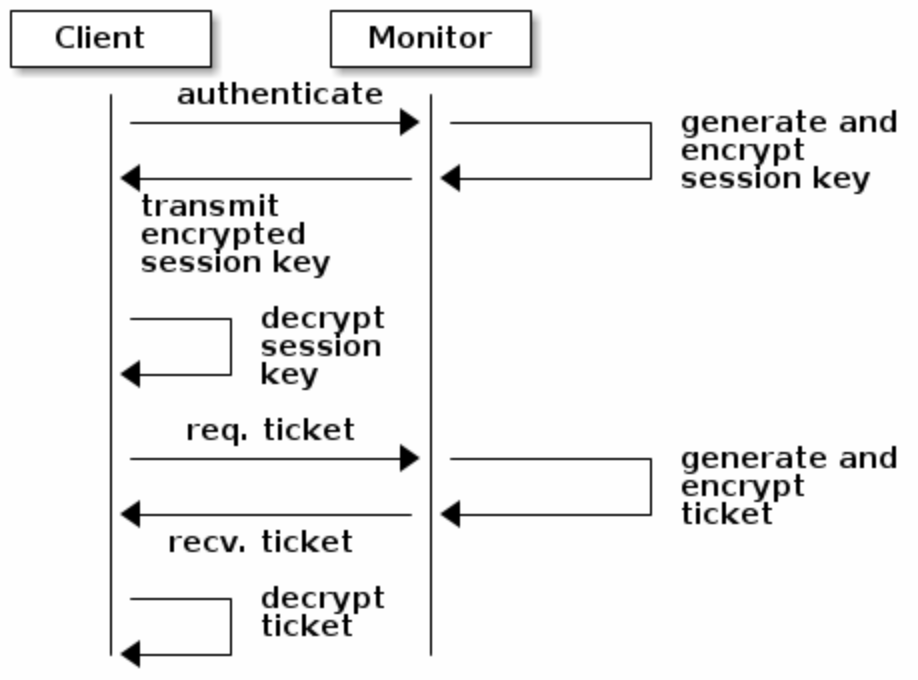 Client
Monitor
authenticate
generate and
encrypt
session key
transmit
encrypted
session key
decrypt
session
key
req. ticket
generate and
encrypt
ticket
recv. ticket
decrypt
ticket